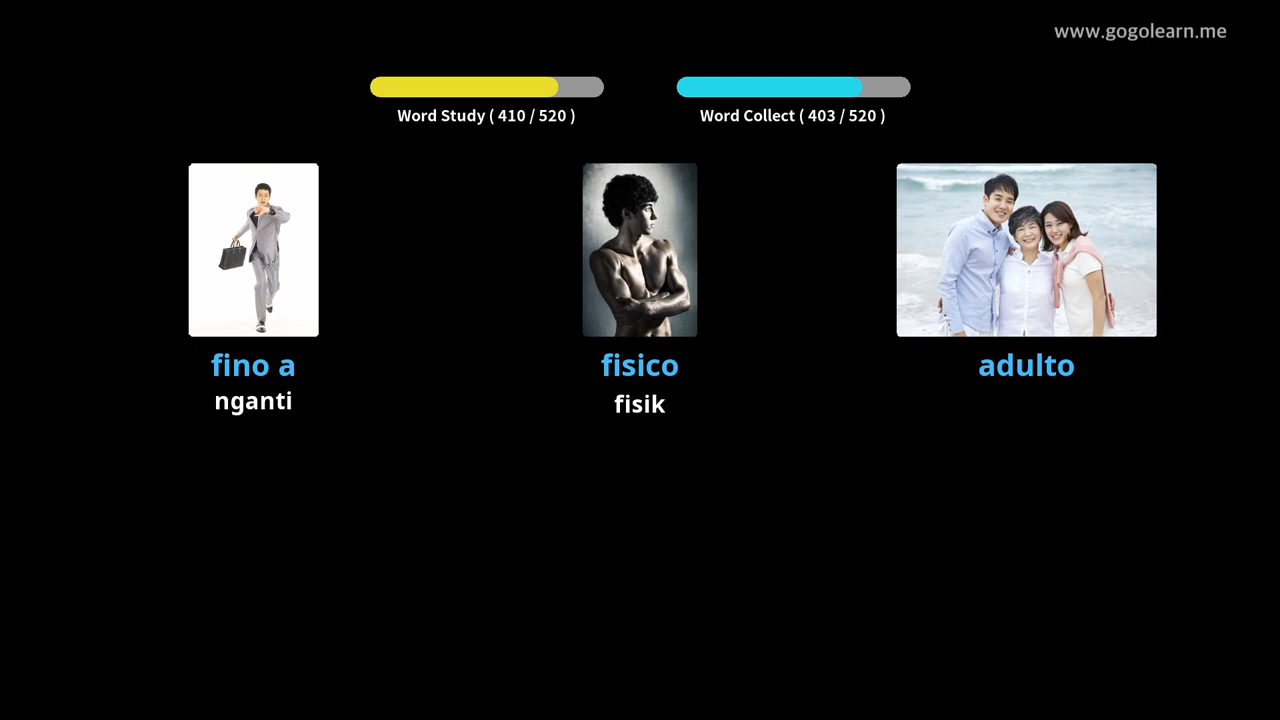 www.gogolearn.me
Word Study ( 410 / 520 )
Word Collect ( 403 / 520 )
fino a
nganti
fisico
fisik
adulto